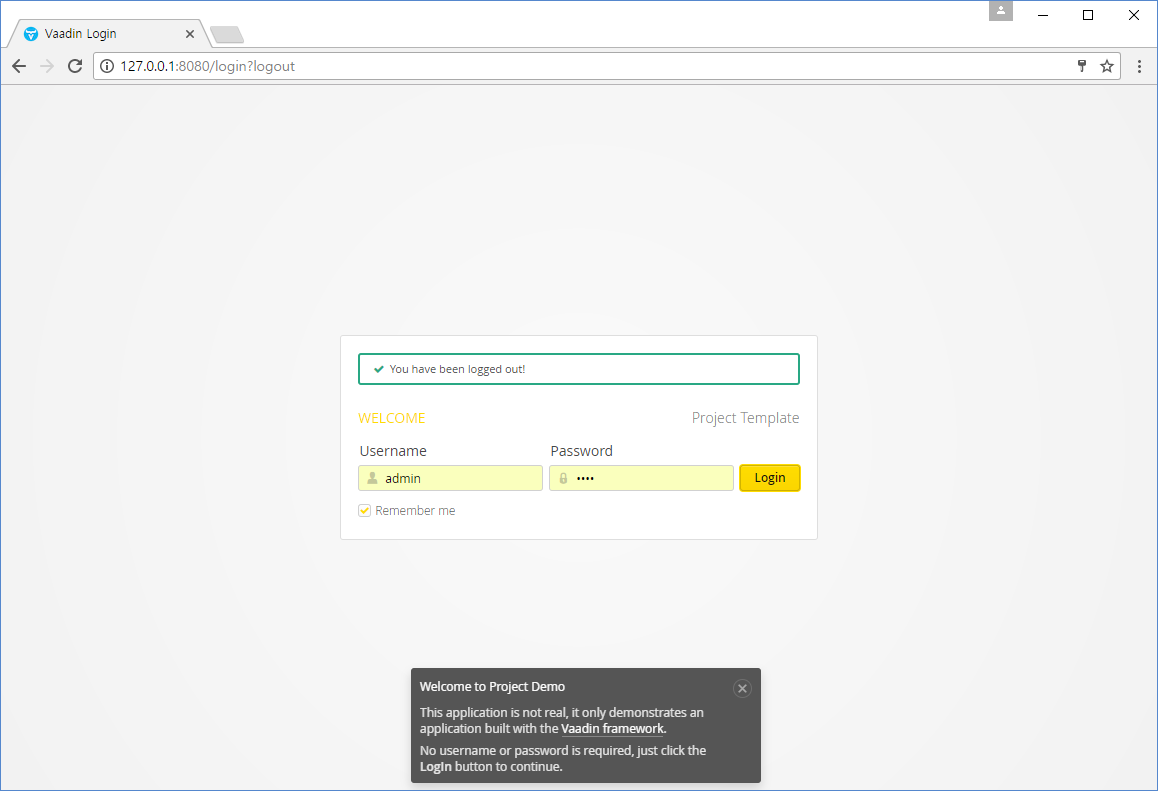 Vaadin Login
127.0.0.1:8080/login?logout
You have been logged out!
WELCOME
Project Template
Username
Password
admin
••••
Login
Remember me
Welcome to Project Demo
This application is not real, it only demonstrates an
application built with the Vaadin framework.
No username or password is required, just click the
LogIn button to continue.